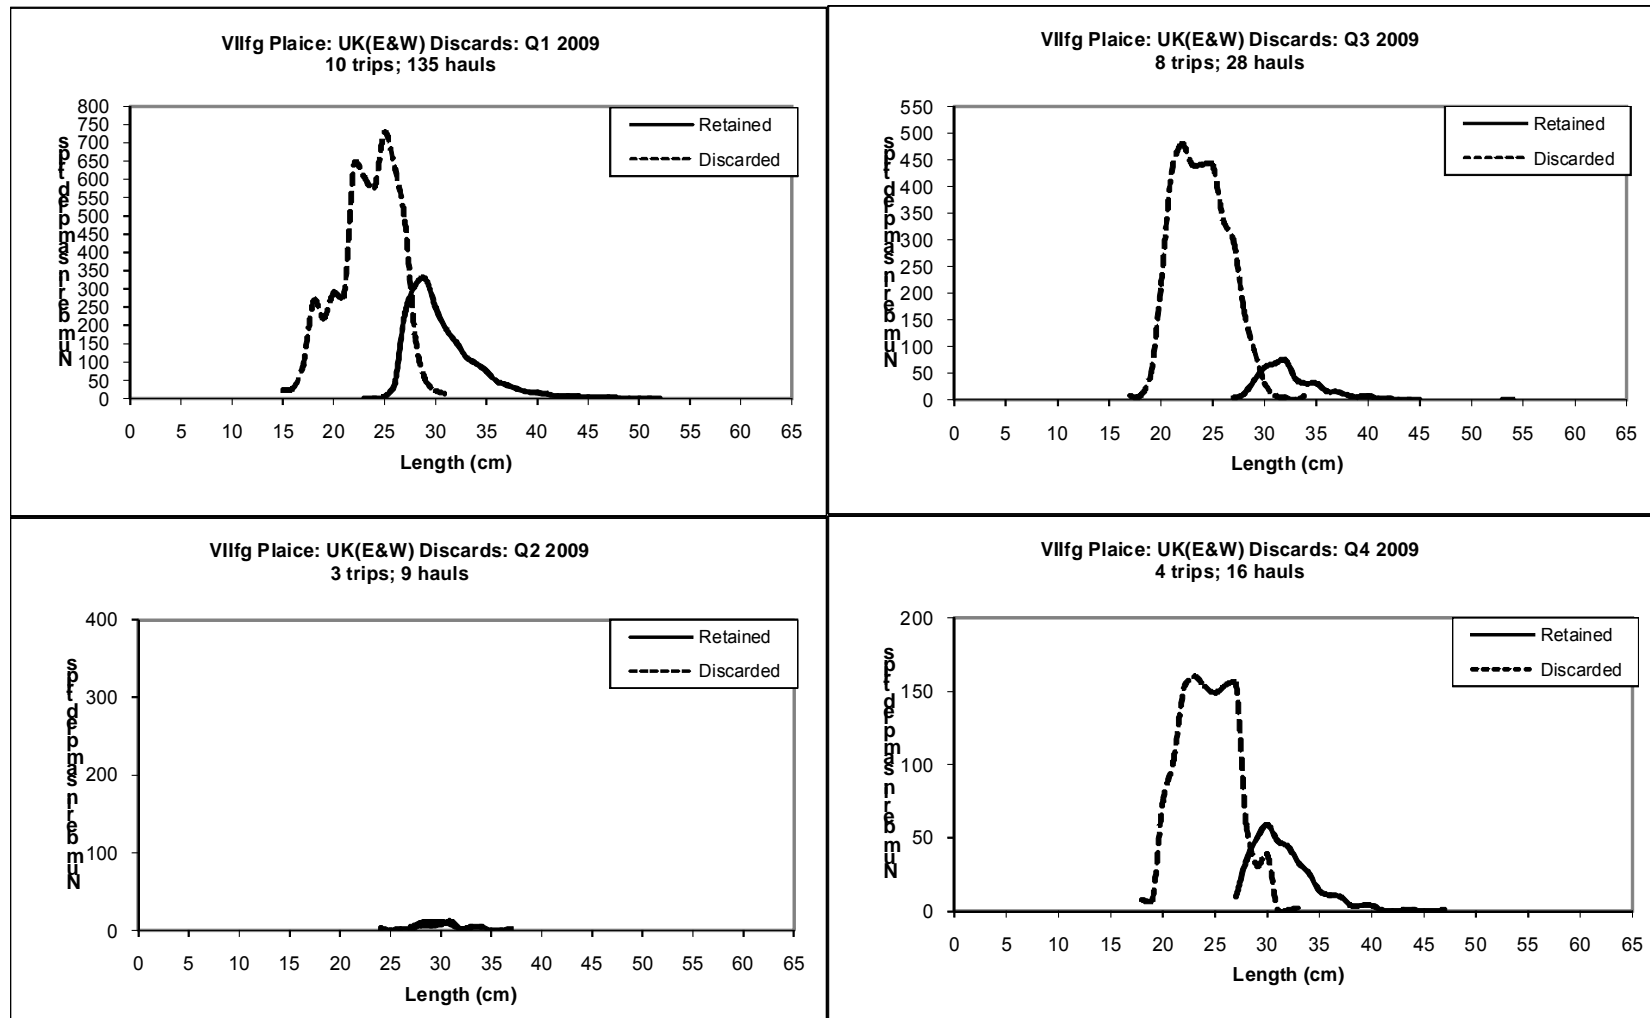 VIIfg Plaice: UK(E&W) Discards: Q1 2009
10 trips; 135 hauls
800
750
700
650
600
550
500
450
400
350
300
250
200
150
100
50
0
Retained
Discarded
0 5 10 15 20 25 30 35 40 45 50 55 60 65
Length (cm)
VIIfg Plaice: UK(E&W) Discards: Q3 2009
8 trips; 28 hauls
550
500
450
400
350
300
250
200
150
100
50
0
Retained
Discarded
0 5 10 15 20 25 30 35 40 45 50 55 60 65
Length (cm)
VIIfg Plaice: UK(E&W) Discards: Q2 2009
3 trips; 9 hauls
400
300
200
100
0
Retained
Discarded
0 5 10 15 20 25 30 35 40 45 50 55 60 65
Length (cm)
VIIfg Plaice: UK(E&W) Discards: Q4 2009
4 trips; 16 hauls
200
150
100
50
0
Retained
Discarded
0 5 10 15 20 25 30 35 40 45 50 55 60 65
Length (cm)